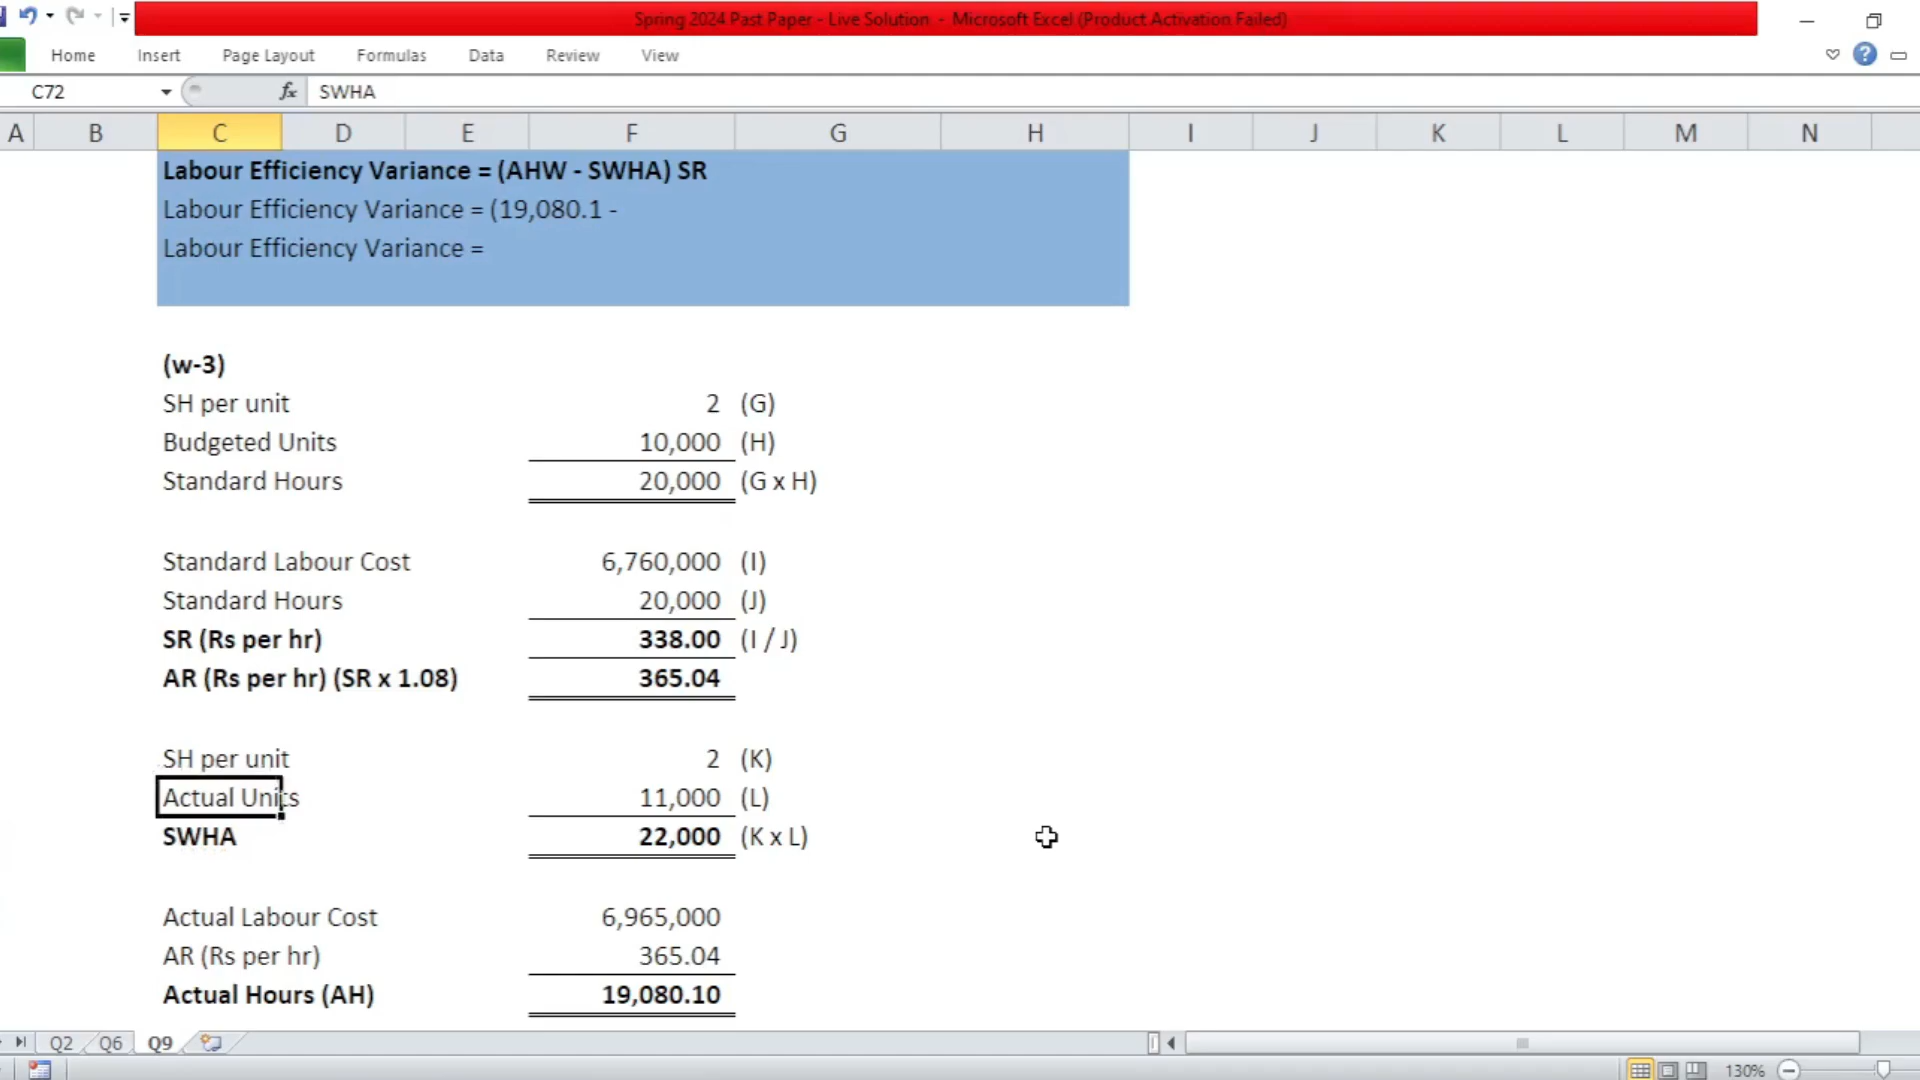 Spring 2024 Past Paper - Live Solution - Microsoft Excel (Product Activation Failed)
Home Insert Page Layout Formulas Data Review View
C72 fx SWHA
A B C D E F G H I J K L M N
Labour Efficiency Variance = (AHW - SWHA) SR
Labour Efficiency Variance = (19,080.1 -
Labour Efficiency Variance =
(w-3)
SH per unit 2 (G)
Budgeted Units 10,000 (H)
Standard Hours 20,000 (G x H)
Standard Labour Cost 6,760,000 (I)
Standard Hours 20,000 (J)
SR (Rs per hr) 338.00 (I / J)
AR (Rs per hr) (SR x 1.08) 365.04
SH per unit 2 (K)
Actual Units 11,000 (L)
SWHA 22,000 (K x L)
Actual Labour Cost 6,965,000
AR (Rs per hr) 365.04
Actual Hours (AH) 19,080.10
Q2 Q6 Q9
130%